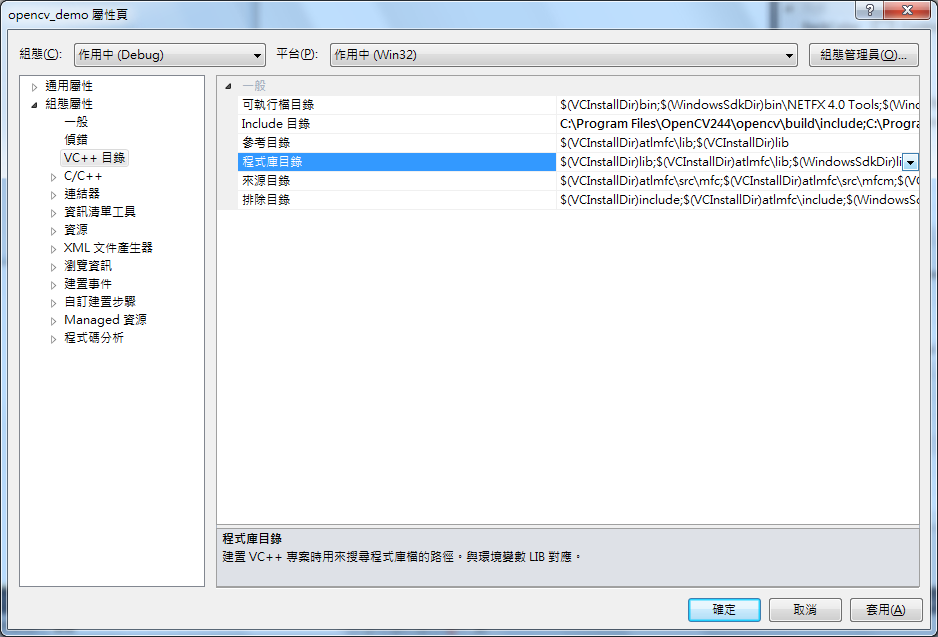 opencv_demo 屬性頁
組態(C): 作用中 (Debug) 平台(P): 作用中 (Win32) 組態管理員(O)...
通用屬性
組態屬性
一般
偵錯
VC++ 目錄
C/C++
連結器
資訊清單工具
資源
XML 文件產生器
瀏覽資訊
建置事件
自訂建置步驟
Managed 資源
程式碼分析
一般
可執行檔目錄 $(VCInstallDir)bin;$(WindowsSdkDir)bin\NETFX 4.0 Tools;$(Wind
Include 目錄 C:\Program Files\OpenCV244\opencv\build\include;C:\Progra
參考目錄 $(VCInstallDir)atlmfc\lib;$(VCInstallDir)lib
程式庫目錄 $(VCInstallDir)lib;$(VCInstallDir)atlmfc\lib;$(WindowsSdkDir)li
來源目錄 $(VCInstallDir)atlmfc\src\mfc;$(VCInstallDir)atlmfc\src\mfcm;$(VC
排除目錄 $(VCInstallDir)include;$(VCInstallDir)atlmfc\include;$(WindowsSd
程式庫目錄
建置 VC++ 專案時用來搜尋程式庫檔的路徑。與環境變數 LIB 對應。
確定 取消 套用(A)